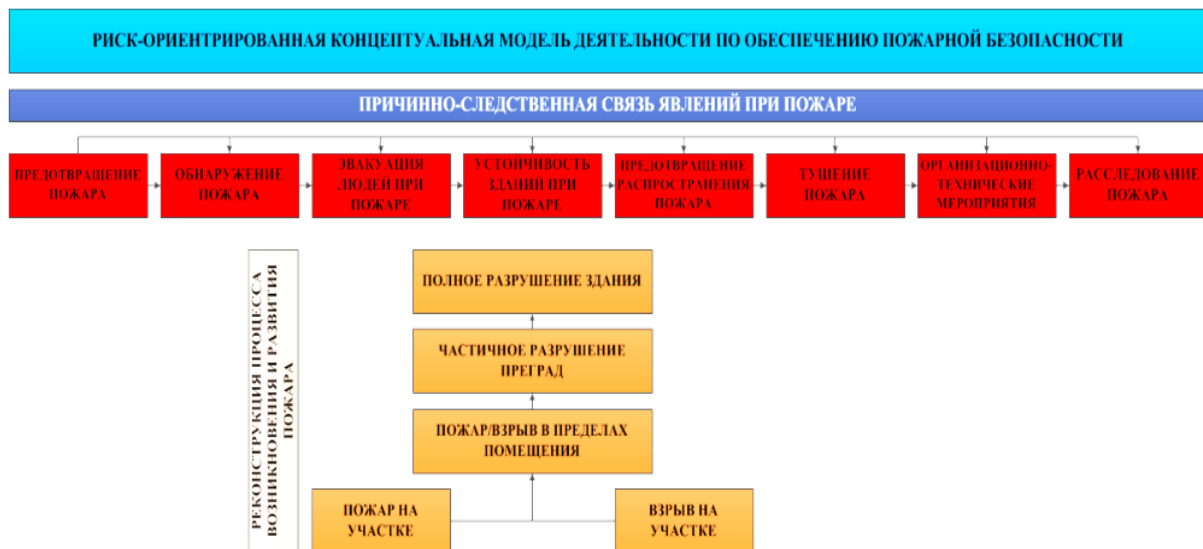 РИСК-ОРИЕНТРИРОВАННАЯ КОНЦЕПТУАЛЬНАЯ МОДЕЛЬ ДЕЯТЕЛЬНОСТИ ПО ОБЕСПЕЧЕНИЮ ПОЖАРНОЙ БЕЗОПАСНОСТИ
ПРИЧИННО-СЛЕДСТВЕННАЯ СВЯЗЬ ЯВЛЕНИЙ ПРИ ПОЖАРЕ
ПРЕДОТВРАЩЕНИЕ
ПОЖАРА
ОБНАРУЖЕНИЕ
ПОЖАРА
ЭВАКУАЦИЯ
ЛЮДЕЙ ПРИ
ПОЖАРЕ
УСТОЙЧИВОСТЬ
ЗДАНИЙ ПРИ
ПОЖАРЕ
ПРЕДОТВРАЩЕНИЕ
РАСПРОСТРАНЕНИЯ
ПОЖАРА
ТУШЕНИЕ
ПОЖАРА
ОРГАНИЗАЦИОННО-
ТЕХНИЧЕСКИЕ
МЕРОПРИЯТИЯ
РАССЛЕДОВАНИЕ
ПОЖАРА
РЕКОНСТРУКЦИЯ ПРОЦЕССА
ВОЗНИКНОВЕНИЯ И РАЗВИТИЯ
ПОЖАРА
ПОЛНОЕ РАЗРУШЕНИЕ ЗДАНИЯ
ЧАСТИЧНОЕ РАЗРУШЕНИЕ
ПРЕГРАД
ПОЖАР/ВЗРЫВ В ПРЕДЕЛАХ
ПОМЕЩЕНИЯ
ПОЖАР НА
УЧАСТКЕ
ВЗРЫВ НА
УЧАСТКЕ